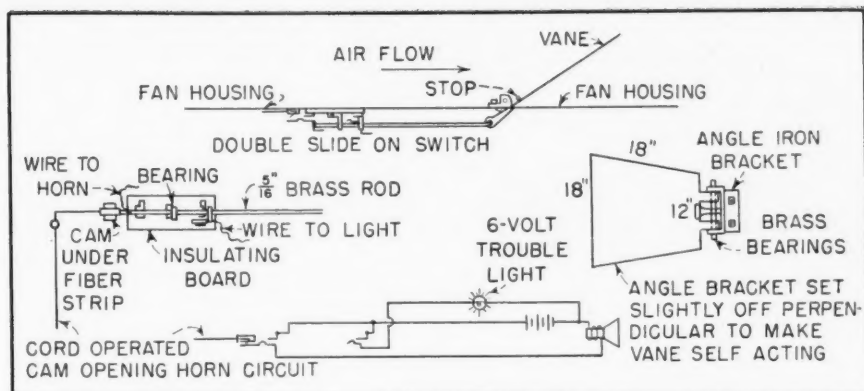 VANE
AIR FLOW
STOP
FAN HOUSING
FAN HOUSING
DOUBLE SLIDE ON SWITCH
WIRE TO
HORN
BEARING
5/16" BRASS ROD
WIRE TO LIGHT
CAM
UNDER
FIBER
STRIP
INSULATING
BOARD
18"
18"
12"
ANGLE IRON
BRACKET
BRASS
BEARINGS
6-VOLT
TROUBLE
LIGHT
ANGLE BRACKET SET
SLIGHTLY OFF PERPEN-
DICULAR TO MAKE
VANE SELF ACTING
CORD OPERATED
CAM OPENING HORN CIRCUIT